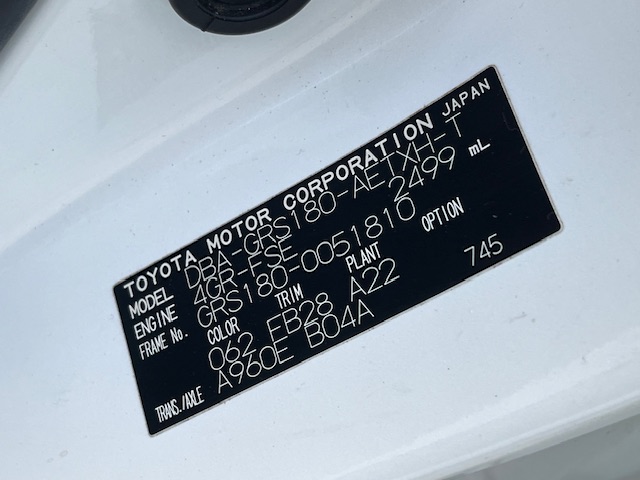 TOYOTA MOTOR CORPORATION JAPAN
MODEL DBA-GRS180-AETXH-T
ENGINE 4GR-FSE 2499 mL
FRAME No. GRS180-0051810
COLOR TRIM PLANT OPTION
062 FB28 A22 745
TRANS./AXLE A960E B04A